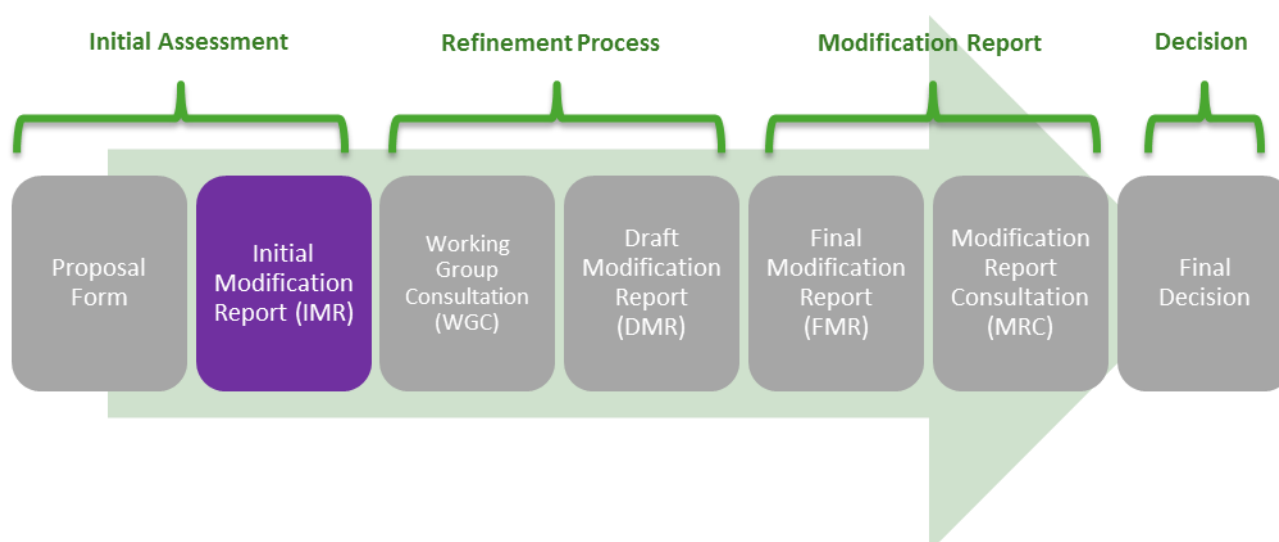 Initial Assessment
Refinement Process
Modification Report
Decision
Proposal
Form
Initial
Modification
Report (IMR)
Working
Group
Consultation
(WGC)
Draft
Modification
Report
(DMR)
Final
Modification
Report
(FMR)
Modification
Report
Consultation
(MRC)
Final
Decision